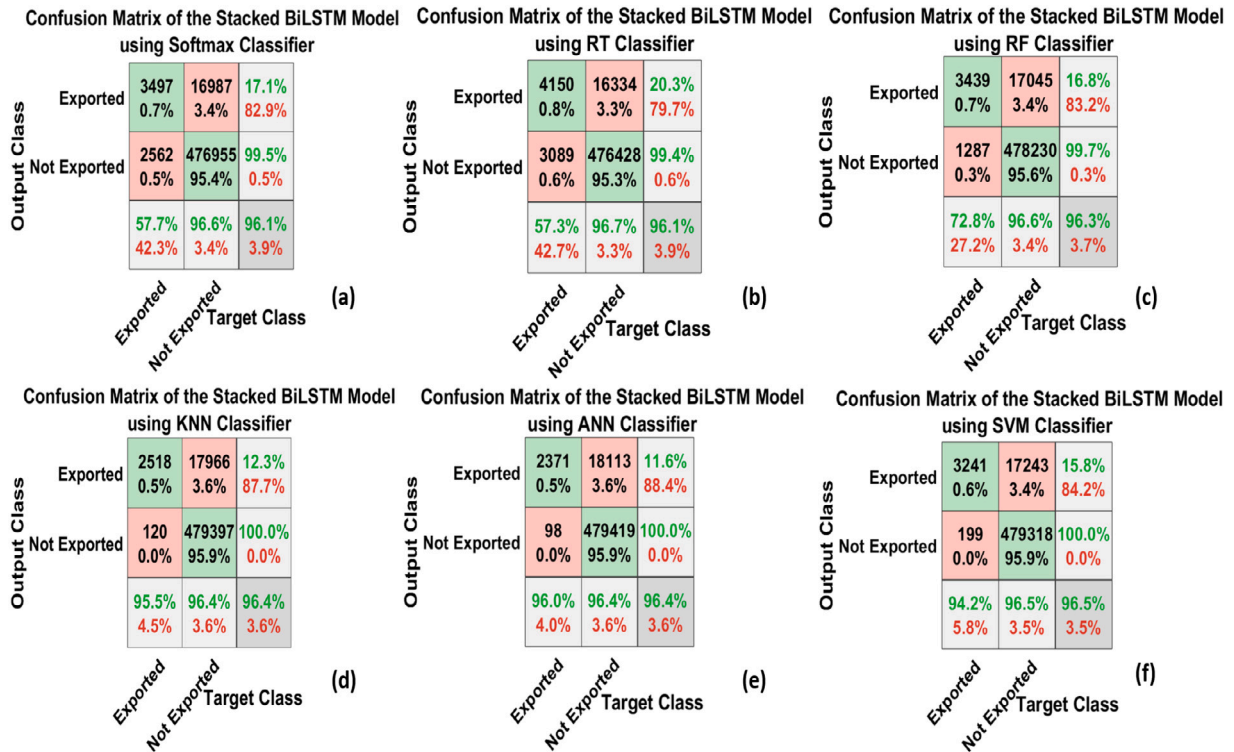 Confusion Matrix of the Stacked BiLSTM Model
using Softmax Classifier
Output Class
Exported
3497 16987 17.1%
0.7% 3.4% 82.9%
Not Exported
2562 476955 99.5%
0.5% 95.4% 0.5%
57.7% 96.6% 96.1%
42.3% 3.4% 3.9%
Exported
Not Exported
Target Class
(a)
Confusion Matrix of the Stacked BiLSTM Model
using RT Classifier
Output Class
Exported
4150 16334 20.3%
0.8% 3.3% 79.7%
Not Exported
3089 476428 99.4%
0.6% 95.3% 0.6%
57.3% 96.7% 96.1%
42.7% 3.3% 3.9%
Exported
Not Exported
Target Class
(b)
Confusion Matrix of the Stacked BiLSTM Model
using RF Classifier
Output Class
Exported
3439 17045 16.8%
0.7% 3.4% 83.2%
Not Exported
1287 478230 99.7%
0.3% 95.6% 0.3%
72.8% 96.6% 96.3%
27.2% 3.4% 3.7%
Exported
Not Exported
Target Class
(c)
Confusion Matrix of the Stacked BiLSTM Model
using KNN Classifier
Output Class
Exported
2518 17966 12.3%
0.5% 3.6% 87.7%
Not Exported
120 479397 100.0%
0.0% 95.9% 0.0%
95.5% 96.4% 96.4%
4.5% 3.6% 3.6%
Exported
Not Exported
Target Class
(d)
Confusion Matrix of the Stacked BiLSTM Model
using ANN Classifier
Output Class
Exported
2371 18113 11.6%
0.5% 3.6% 88.4%
Not Exported
98 479419 100.0%
0.0% 95.9% 0.0%
96.0% 96.4% 96.4%
4.0% 3.6% 3.6%
Exported
Not Exported
Target Class
(e)
Confusion Matrix of the Stacked BiLSTM Model
using SVM Classifier
Output Class
Exported
3241 17243 15.8%
0.6% 3.4% 84.2%
Not Exported
199 479318 100.0%
0.0% 95.9% 0.0%
94.2% 96.5% 96.5%
5.8% 3.5% 3.5%
Exported
Not Exported
Target Class
(f)